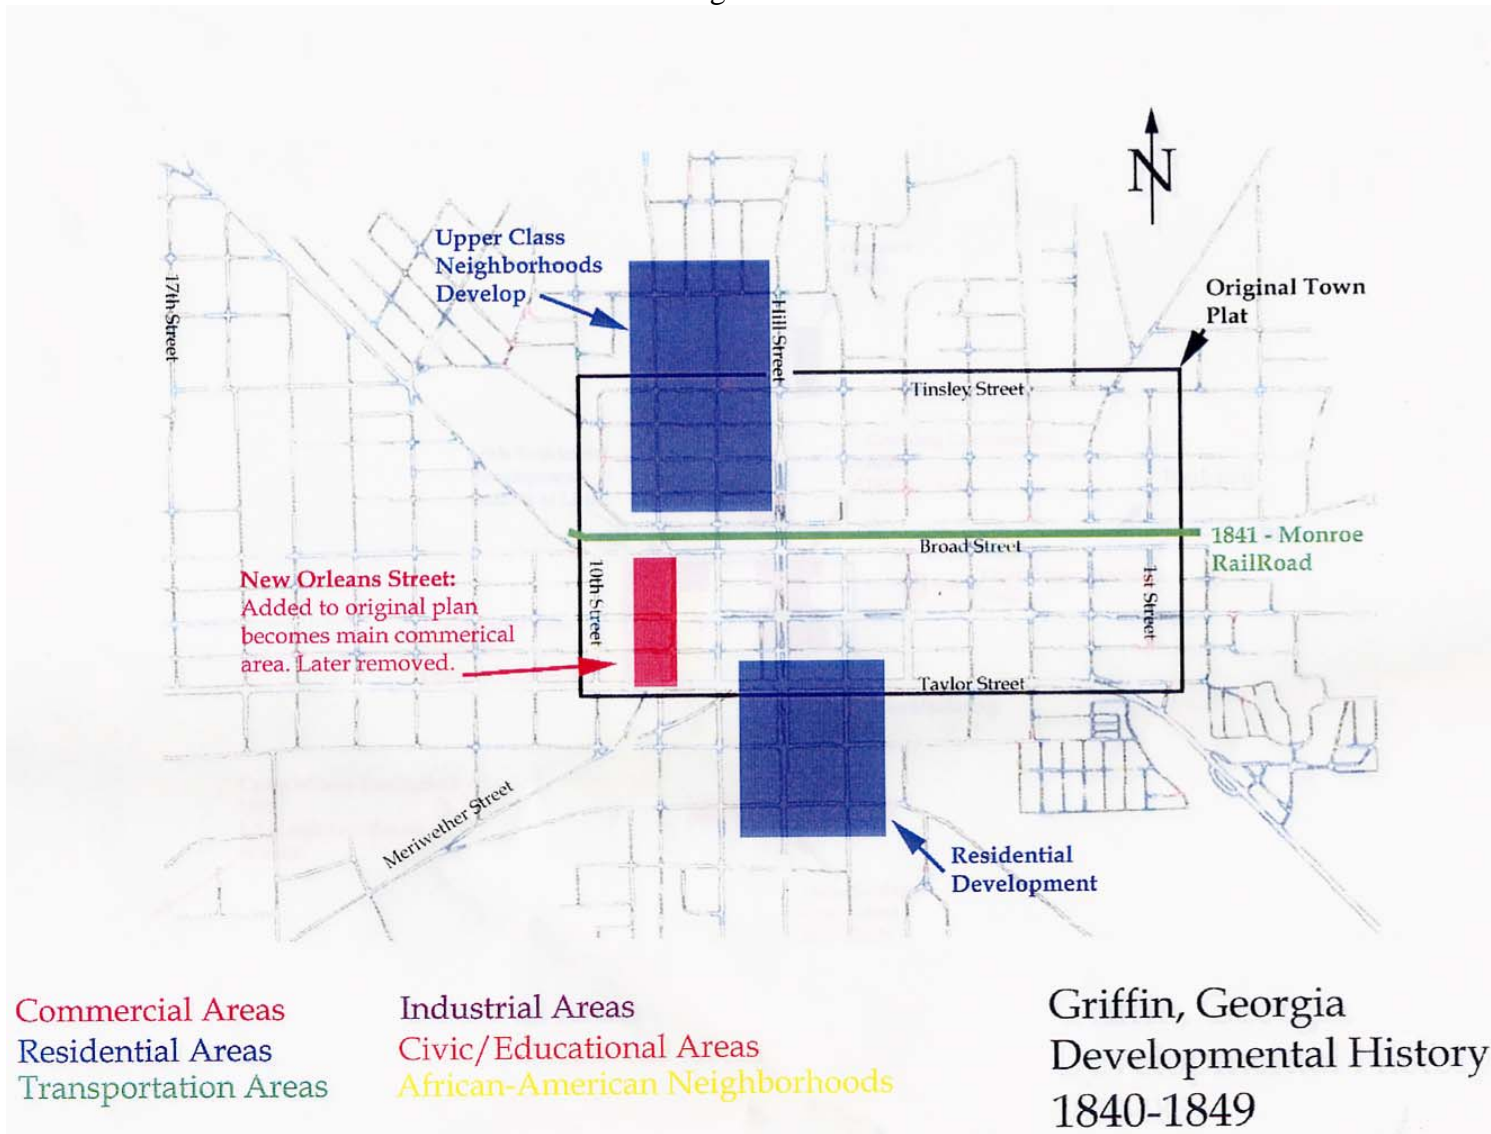 N
Upper Class
Neighborhoods
Develop
Original Town
Plat
17th Street
Hill Street
Tinsley Street
Broad Street
1841 - Monroe
RailRoad
New Orleans Street:
Added to original plan
becomes main commerical
area. Later removed.
10th Street
1st Street
Taylor Street
Meriwether Street
Residential
Development
Commercial Areas
Residential Areas
Transportation Areas
Industrial Areas
Civic/Educational Areas
African-American Neighborhoods
Griffin, Georgia
Developmental History
1840-1849